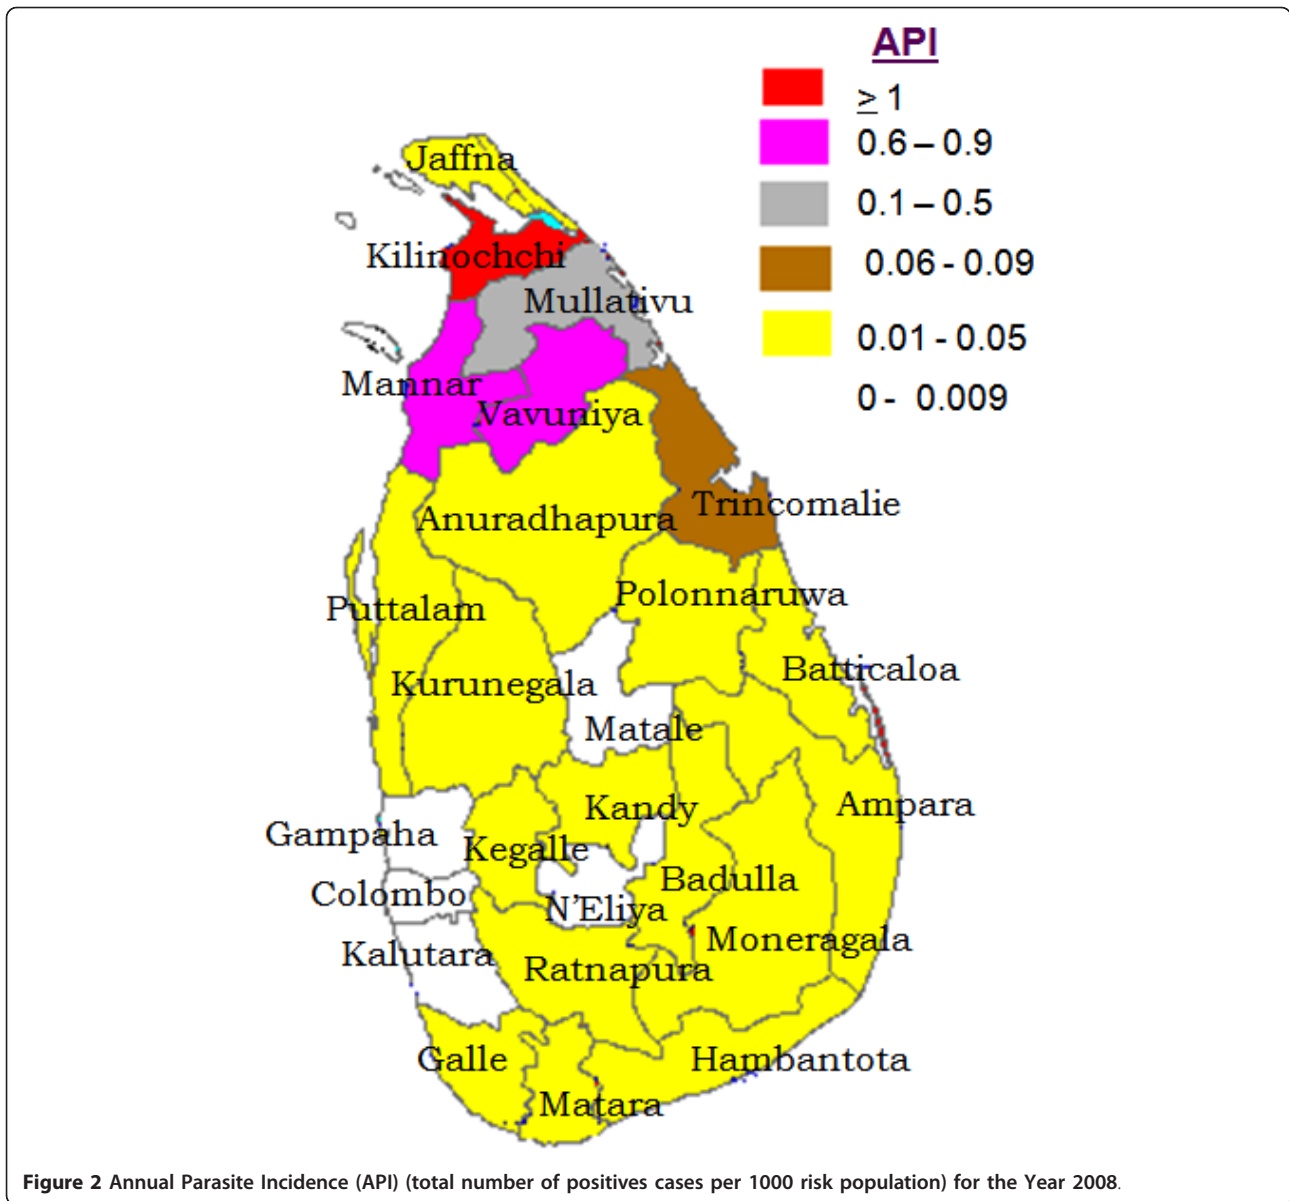 API
≥ 1
0.6 – 0.9
0.1 – 0.5
0.06 - 0.09
0.01 - 0.05
0 - 0.009
Jaffna
Kilinochchi
Mullativu
Mannar
Vavuniya
Trincomalie
Anuradhapura
Polonnaruwa
Puttalam
Batticaloa
Kurunegala
Matale
Ampara
Kandy
Gampaha
Kegalle
Badulla
Colombo
N'Eliya
Moneragala
Kalutara
Ratnapura
Galle
Hambantota
Matara
Figure 2 Annual Parasite Incidence (API) (total number of positives cases per 1000 risk population) for the Year 2008.